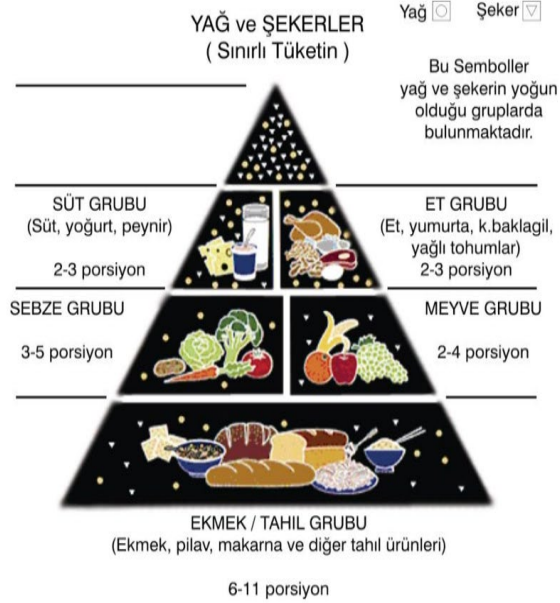 YAĞ ve ŞEKERLER
( Sınırlı Tüketin )
Yağ Şeker
Bu Semboller
yağ ve şekerin yoğun
olduğu gruplarda
bulunmaktadır.
SÜT GRUBU
(Süt, yoğurt, peynir)
2-3 porsiyon
ET GRUBU
(Et, yumurta, k.baklagil,
yağlı tohumlar)
2-3 porsiyon
SEBZE GRUBU
3-5 porsiyon
MEYVE GRUBU
2-4 porsiyon
EKMEK / TAHIL GRUBU
(Ekmek, pilav, makarna ve diğer tahıl ürünleri)
6-11 porsiyon